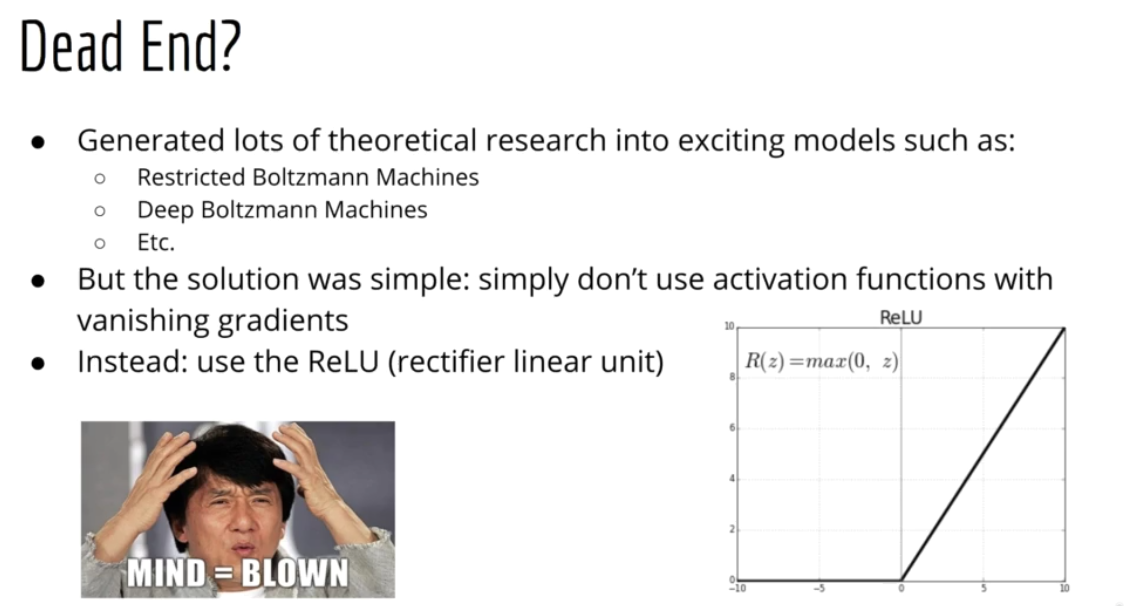 Dead End?
● Generated lots of theoretical research into exciting models such as:
○ Restricted Boltzmann Machines
○ Deep Boltzmann Machines
○ Etc.
● But the solution was simple: simply don't use activation functions with
vanishing gradients
● Instead: use the ReLU (rectifier linear unit)
ReLU
R(z)=max(0, z)
10
8
6
4
2
0
−10 −5 0 5 10
MIND = BLOWN